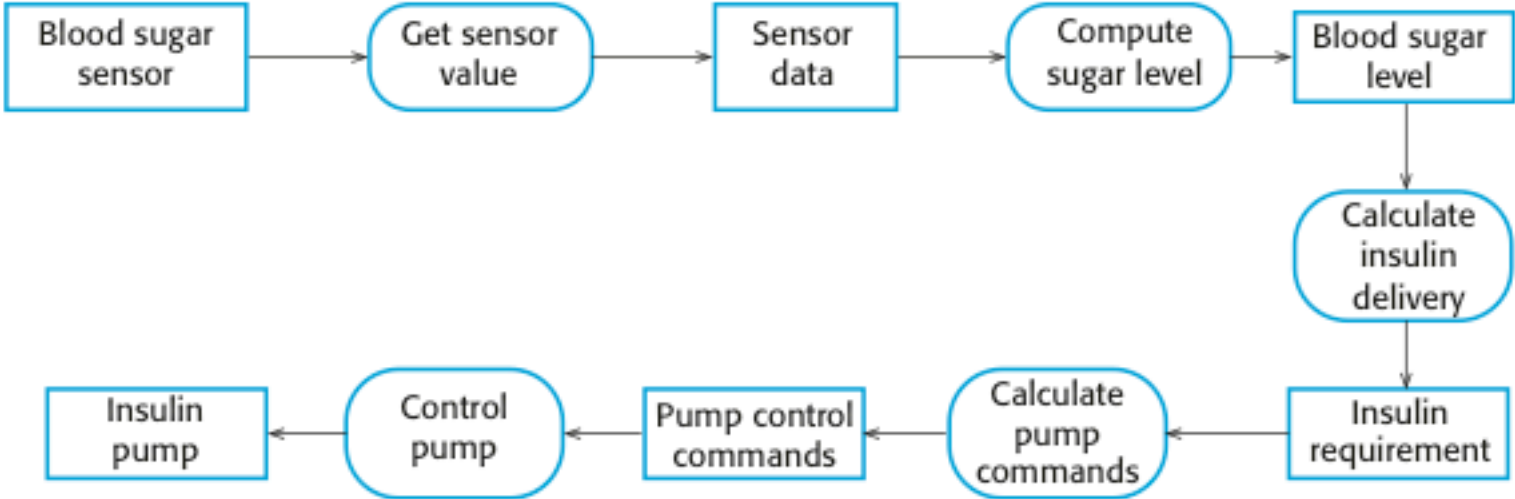 Blood sugar
sensor
Get sensor
value
Sensor
data
Compute
sugar level
Blood sugar
level
Calculate
insulin
delivery
Insulin
requirement
Calculate
pump
commands
Pump control
commands
Control
pump
Insulin
pump